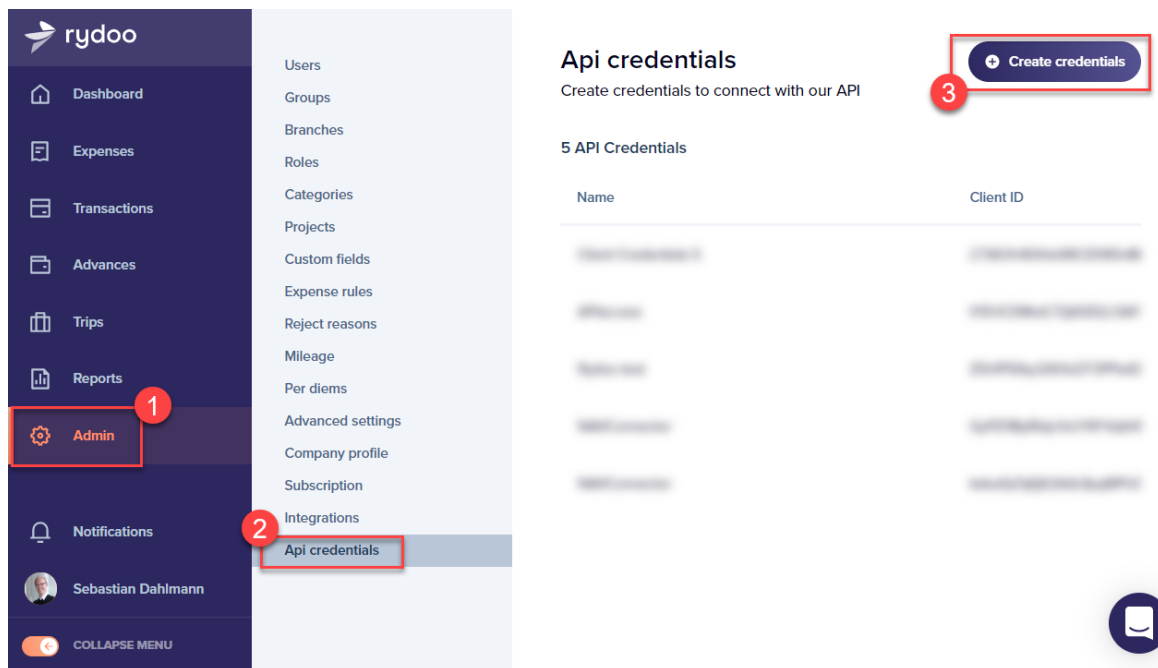 rydoo
Dashboard
Expenses
Transactions
Advances
Trips
Reports
1
Admin
Notifications
Sebastian Dahlmann
COLLAPSE MENU
Users
Groups
Branches
Roles
Categories
Projects
Custom fields
Expense rules
Reject reasons
Mileage
Per diems
Advanced settings
Company profile
Subscription
Integrations
2
Api credentials
Api credentials
Create credentials
3
Create credentials to connect with our API
5 API Credentials
Name Client ID